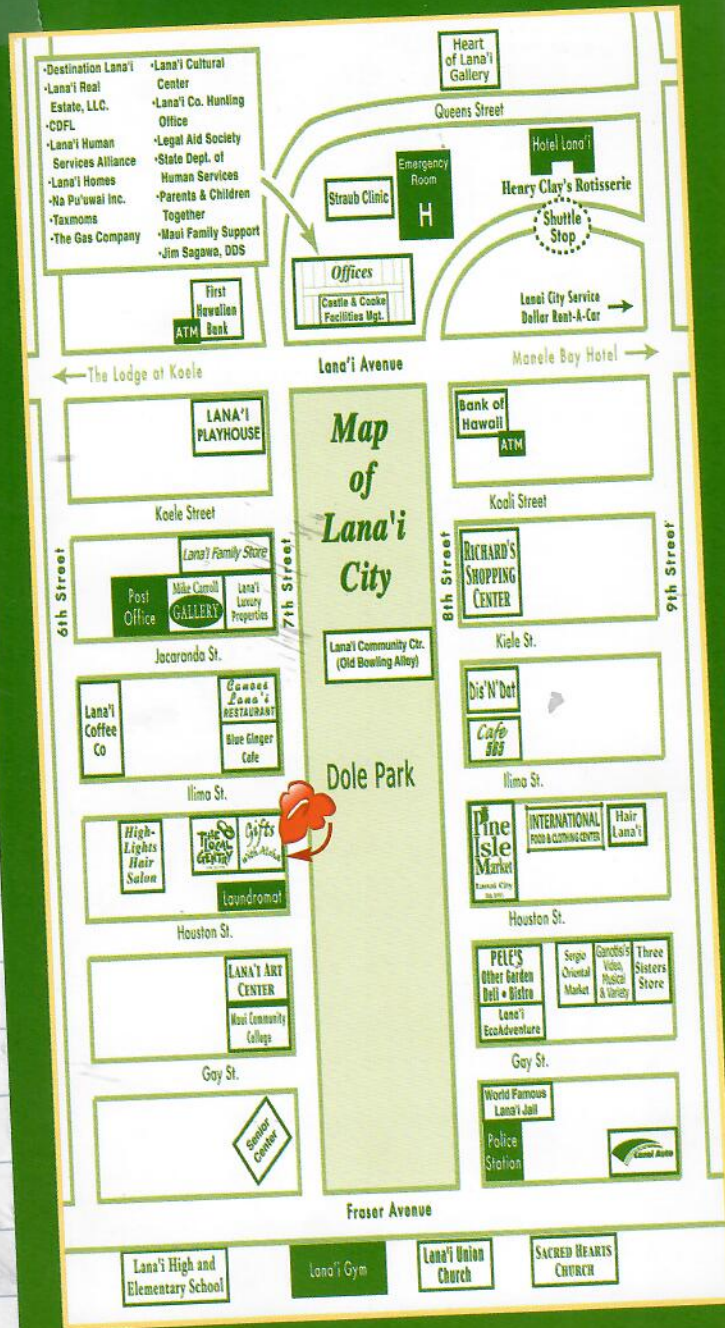 •Destination Lana'i
•Lana'i Real
Estate, LLC.
•CDFL
•Lana'i Human
Services Alliance
•Lana'i Homes
•Na Pu'uwai Inc.
•Taxmoms
•The Gas Company
•Lana'i Cultural
Center
•Lana'i Co. Hunting
Office
•Legal Aid Society
•State Dept. of
Human Services
•Parents & Children
Together
•Maui Family Support
•Jim Sagawa, DDS
Heart
of Lana'i
Gallery
Queens Street
Emergency
Room
H
Straub Clinic
Hotel Lana'i
Henry Clay's Rotisserie
Shuttle
Stop
Offices
Castle & Cooke
Facilities Mgt.
First
Hawaiian
Bank
ATM
Lanai City Service
Dollar Rent-A-Car
Lana'i Avenue
The Lodge at Koele
Manele Bay Hotel
LANA'I
PLAYHOUSE
Map
of
Lana'i
City
Bank of
Hawaii
ATM
Koele Street
Koali Street
6th Street
7th Street
8th Street
9th Street
Lana'i Family Store
Post
Office
Mike Carroll
GALLERY
Lana'i
Luxury
Properties
RICHARD'S
SHOPPING
CENTER
Jacaranda St.
Lana'i Community Ctr.
(Old Bowling Alley)
Kiele St.
Lana'i
Coffee
Co
Canoes
Lana'i
RESTAURANT
Blue Ginger
Cafe
Dis'N'Dat
Cafe
565
Dole Park
Ilima St.
Ilima St.
High-
Lights
Hair
Salon
THE
LOCAL
GENTRY
Gifts
with Aloha
Laundromat
Pine
Isle
Market
Lanai City
INTERNATIONAL
FOOD & CLOTHING CENTER
Hair
Lana'i
Houston St.
Houston St.
LANA'I ART
CENTER
Maui Community
College
PELE'S
Other Garden
Deli • Bistro
Lana'i
EcoAdventure
Sergio
Oriental
Market
Ganotisi's
Video,
Musical
& Variety
Three
Sisters
Store
Gay St.
Gay St.
Senior
Center
World Famous
Lana'i Jail
Police
Station
Lanai Auto
Fraser Avenue
Lana'i High and
Elementary School
Lana'i Gym
Lana'i Union
Church
SACRED HEARTS
CHURCH